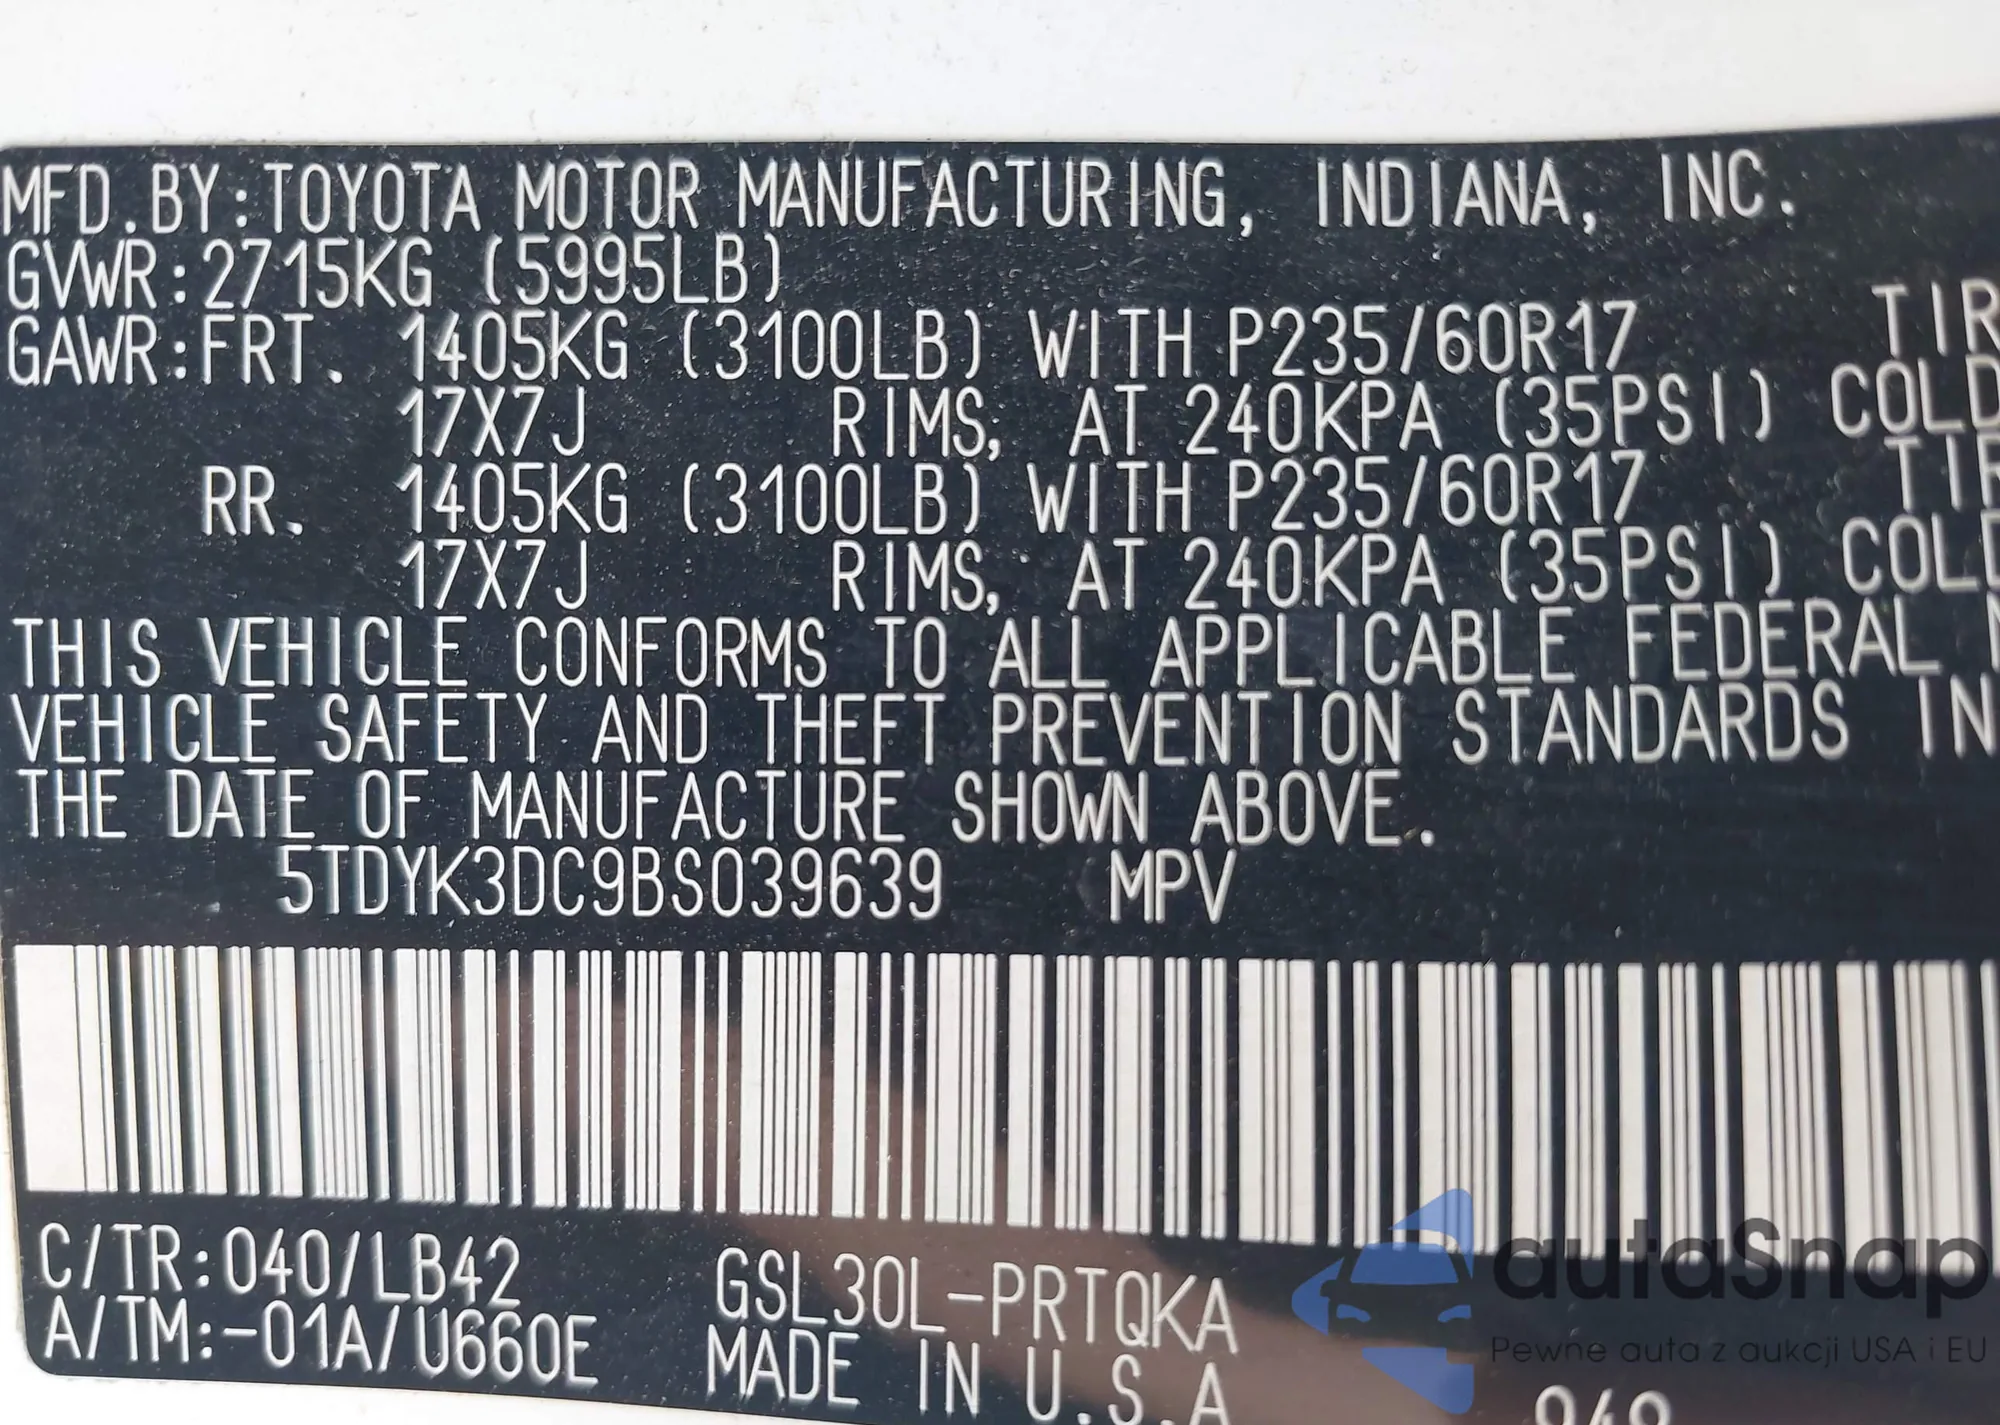 MFD.BY:TOYOTA MOTOR MANUFACTURING, INDIANA, INC.
GVWR:2715KG (5995LB)
GAWR:FRT. 1405KG (3100LB) WITH P235/60R17 TIR
17X7J RIMS, AT 240KPA (35PSI) COLD
RR. 1405KG (3100LB) WITH P235/60R17 TIR
17X7J RIMS, AT 240KPA (35PSI) COLD
THIS VEHICLE CONFORMS TO ALL APPLICABLE FEDERAL
VEHICLE SAFETY AND THEFT PREVENTION STANDARDS IN
THE DATE OF MANUFACTURE SHOWN ABOVE.
5TDYK3DC9BS039639 MPV
C/TR:040/LB42 GSL30L-PRTQKA
A/TM:-01A/U660E MADE IN U.S.A
autaSnap
Pewne auta z aukcji USA i EU